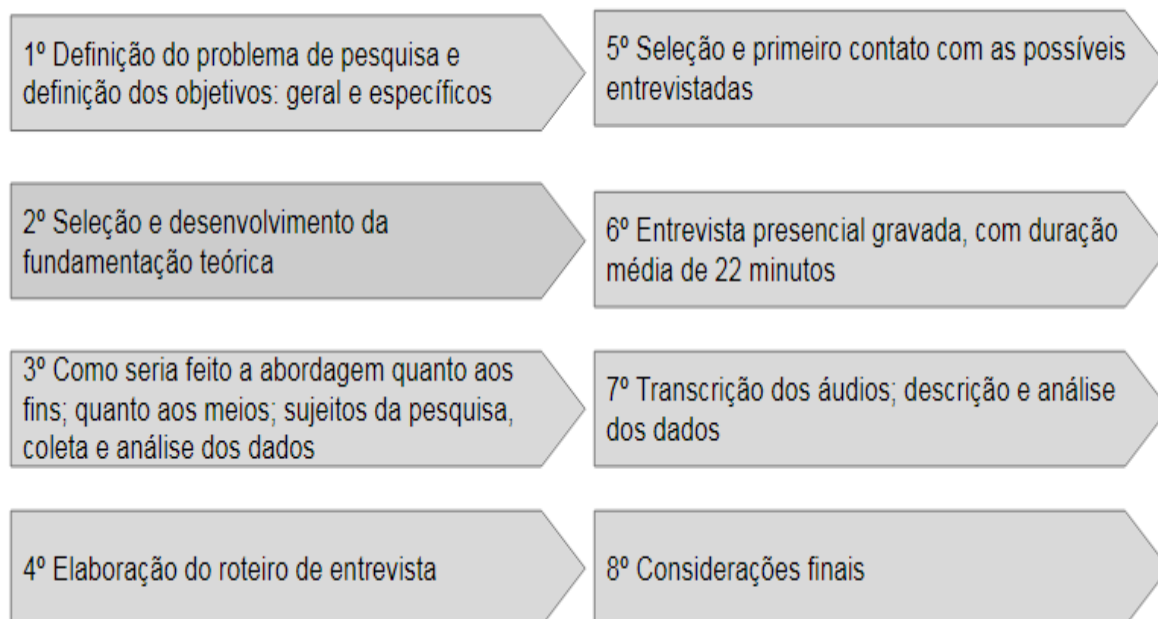 1º Definição do problema de pesquisa e
definição dos objetivos: geral e específicos
2º Seleção e desenvolvimento da
fundamentação teórica
3º Como seria feito a abordagem quanto aos
fins; quanto aos meios; sujeitos da pesquisa,
coleta e análise dos dados
4º Elaboração do roteiro de entrevista
5º Seleção e primeiro contato com as possíveis
entrevistadas
6º Entrevista presencial gravada, com duração
média de 22 minutos
7º Transcrição dos áudios; descrição e análise
dos dados
8º Considerações finais